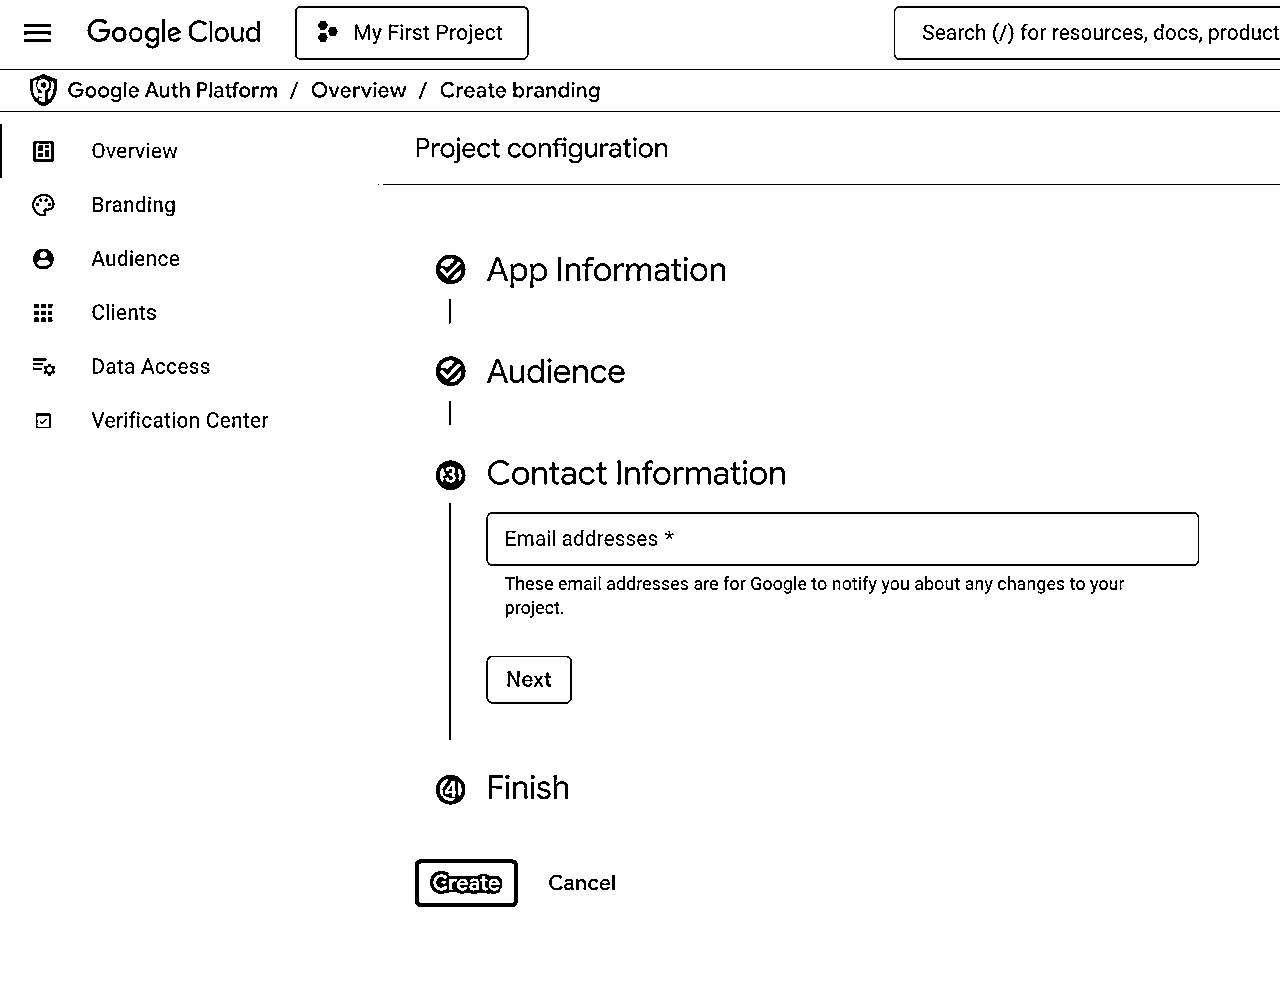 Google Cloud
My First Project
Search (/) for resources, docs, product
Google Auth Platform / Overview / Create branding
Overview
Branding
Audience
Clients
Data Access
Verification Center
Project configuration
App Information
Audience
3 Contact Information
Email addresses *
These email addresses are for Google to notify you about any changes to your
project.
Next
4 Finish
Create
Cancel